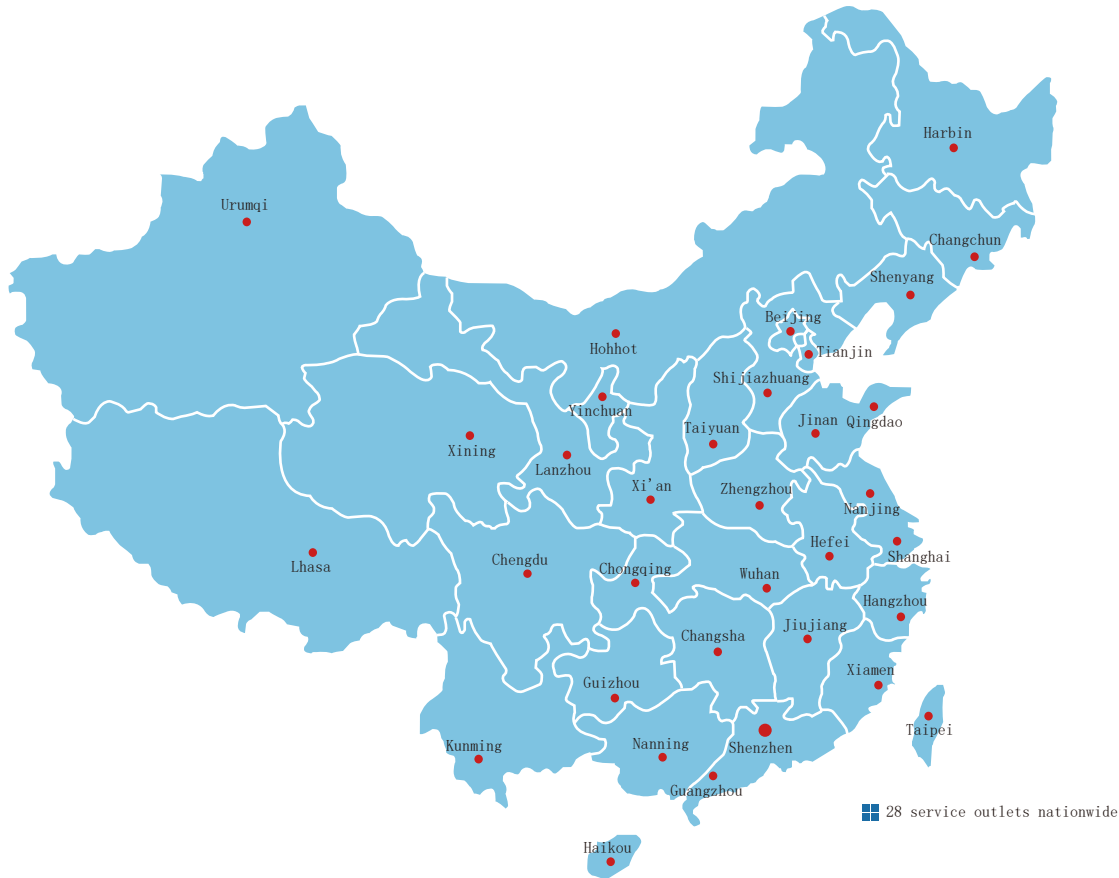 Harbin
Urumqi
Changchun
Shenyang
Beijing
Hohhot
Tianjin
Shijiazhuang
Yinchuan
Jinan
Qingdao
Taiyuan
Xining
Lanzhou
Xi'an
Zhengzhou
Nanjing
Hefei
Shanghai
Lhasa
Chengdu
Chongqing
Wuhan
Hangzhou
Jiujiang
Changsha
Xiamen
Guizhou
Taipei
Kunming
Nanning
Shenzhen
Guangzhou
28 service outlets nationwide
Haikou